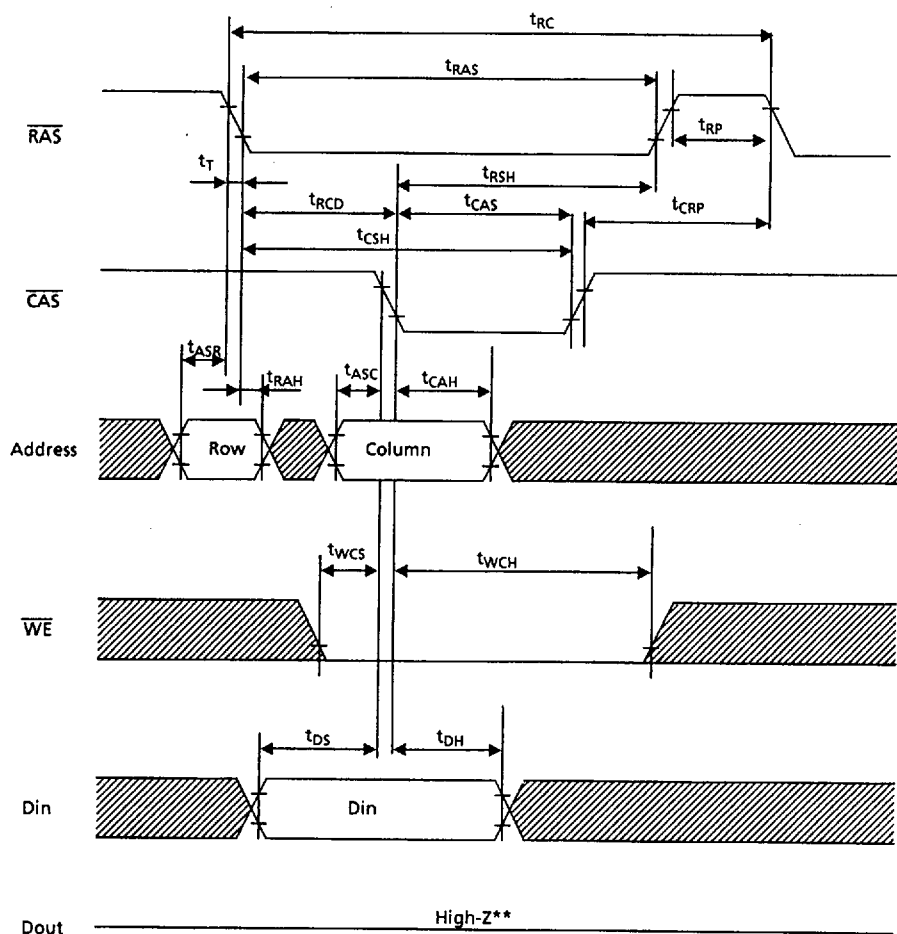 tRC
tRAS
RAS
tRP
tT
tRSH
tRCD
tCAS
tCRP
tCSH
CAS
tASR
tRAH
tASC
tCAH
Address
Row
Column
tWCS
tWCH
WE
tDS
tDH
Din
Din
High-Z**
Dout